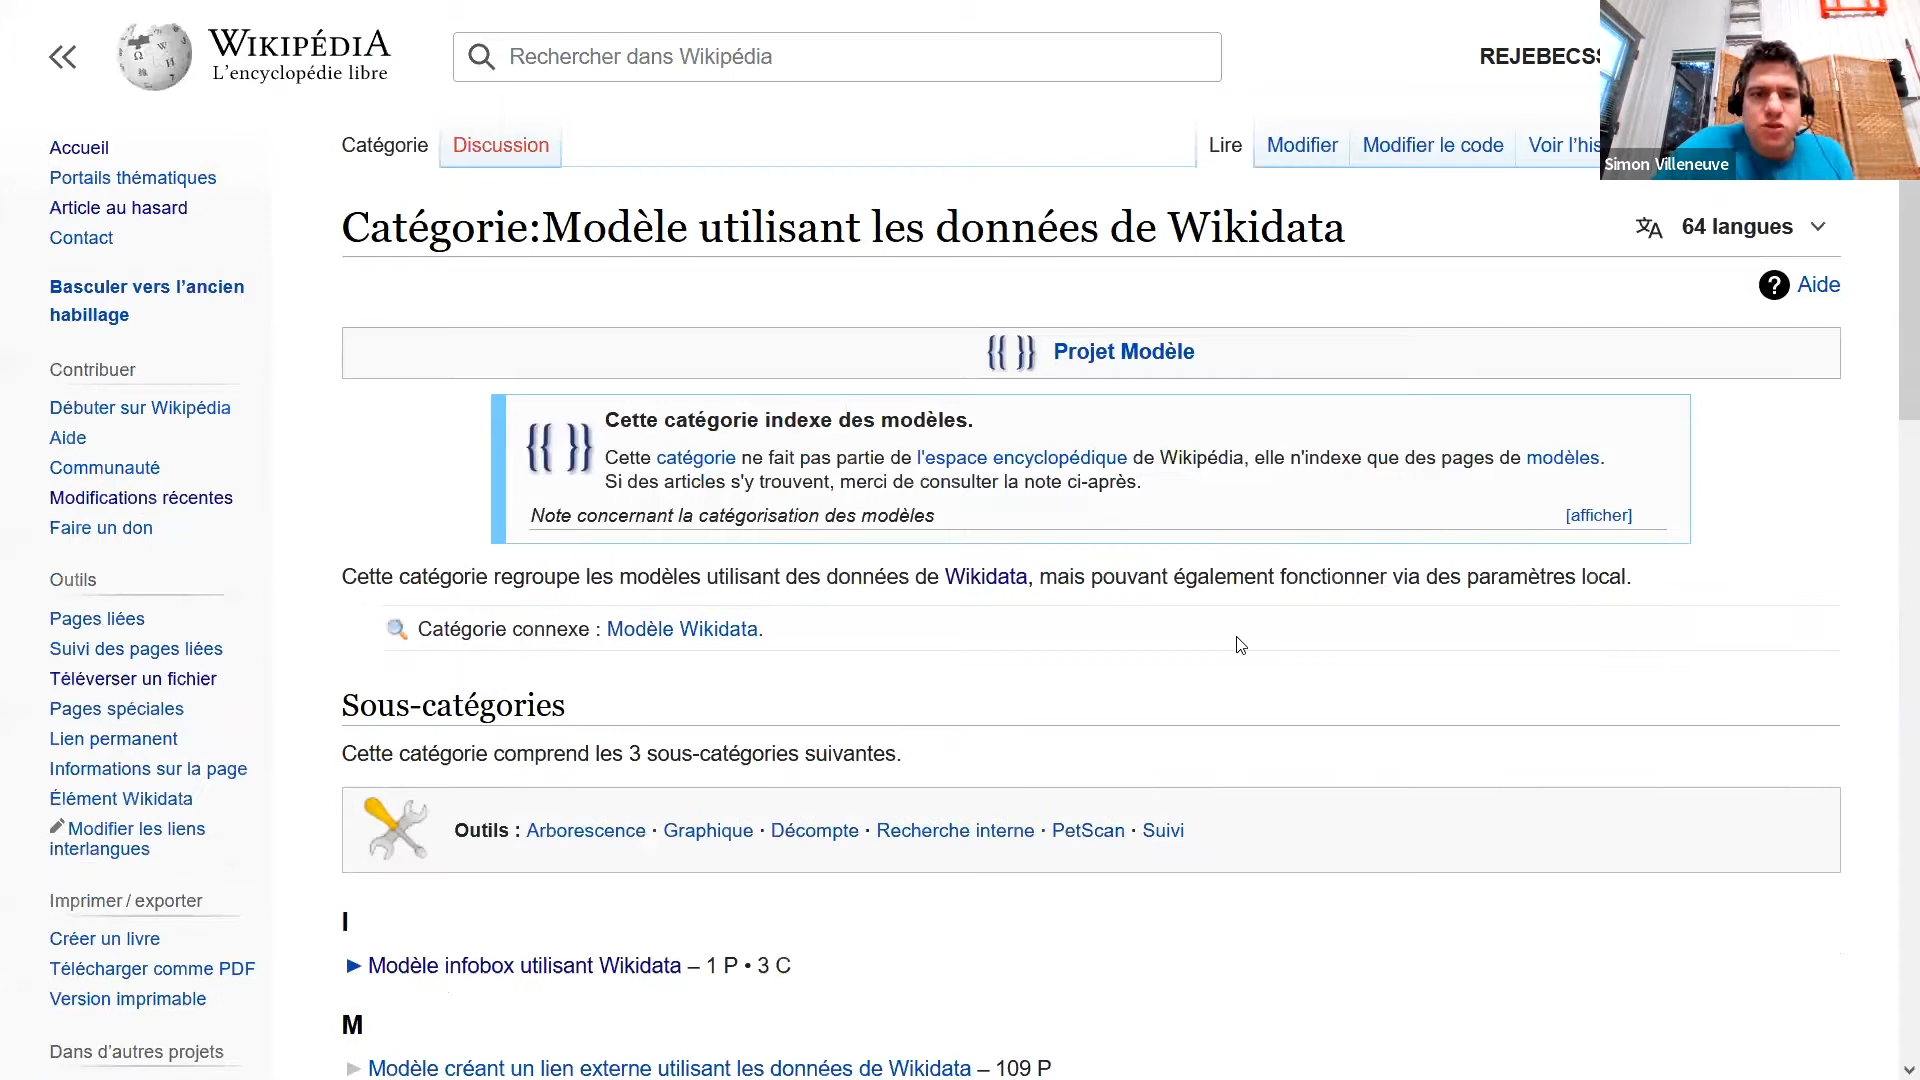 WIKIPÉDIA
L'encyclopédie libre
Rechercher dans Wikipédia
REJEBECSS
Simon Villeneuve
Accueil
Portails thématiques
Article au hasard
Contact
Basculer vers l'ancien
habillage
Contribuer
Débuter sur Wikipédia
Aide
Communauté
Modifications récentes
Faire un don
Outils
Pages liées
Suivi des pages liées
Téléverser un fichier
Pages spéciales
Lien permanent
Informations sur la page
Élément Wikidata
Modifier les liens
interlangues
Imprimer / exporter
Créer un livre
Télécharger comme PDF
Version imprimable
Dans d'autres projets
Catégorie Discussion Lire Modifier Modifier le code Voir l'his
Catégorie:Modèle utilisant les données de Wikidata
64 langues
Aide
{{ }} Projet Modèle
{{ }}
Cette catégorie indexe des modèles.
Cette catégorie ne fait pas partie de l'espace encyclopédique de Wikipédia, elle n'indexe que des pages de modèles.
Si des articles s'y trouvent, merci de consulter la note ci-après.
Note concernant la catégorisation des modèles [afficher]
Cette catégorie regroupe les modèles utilisant des données de Wikidata, mais pouvant également fonctionner via des paramètres local.
Catégorie connexe : Modèle Wikidata.
Sous-catégories
Cette catégorie comprend les 3 sous-catégories suivantes.
Outils : Arborescence · Graphique · Décompte · Recherche interne · PetScan · Suivi
I
► Modèle infobox utilisant Wikidata – 1 P • 3 C
M
► Modèle créant un lien externe utilisant les données de Wikidata – 109 P